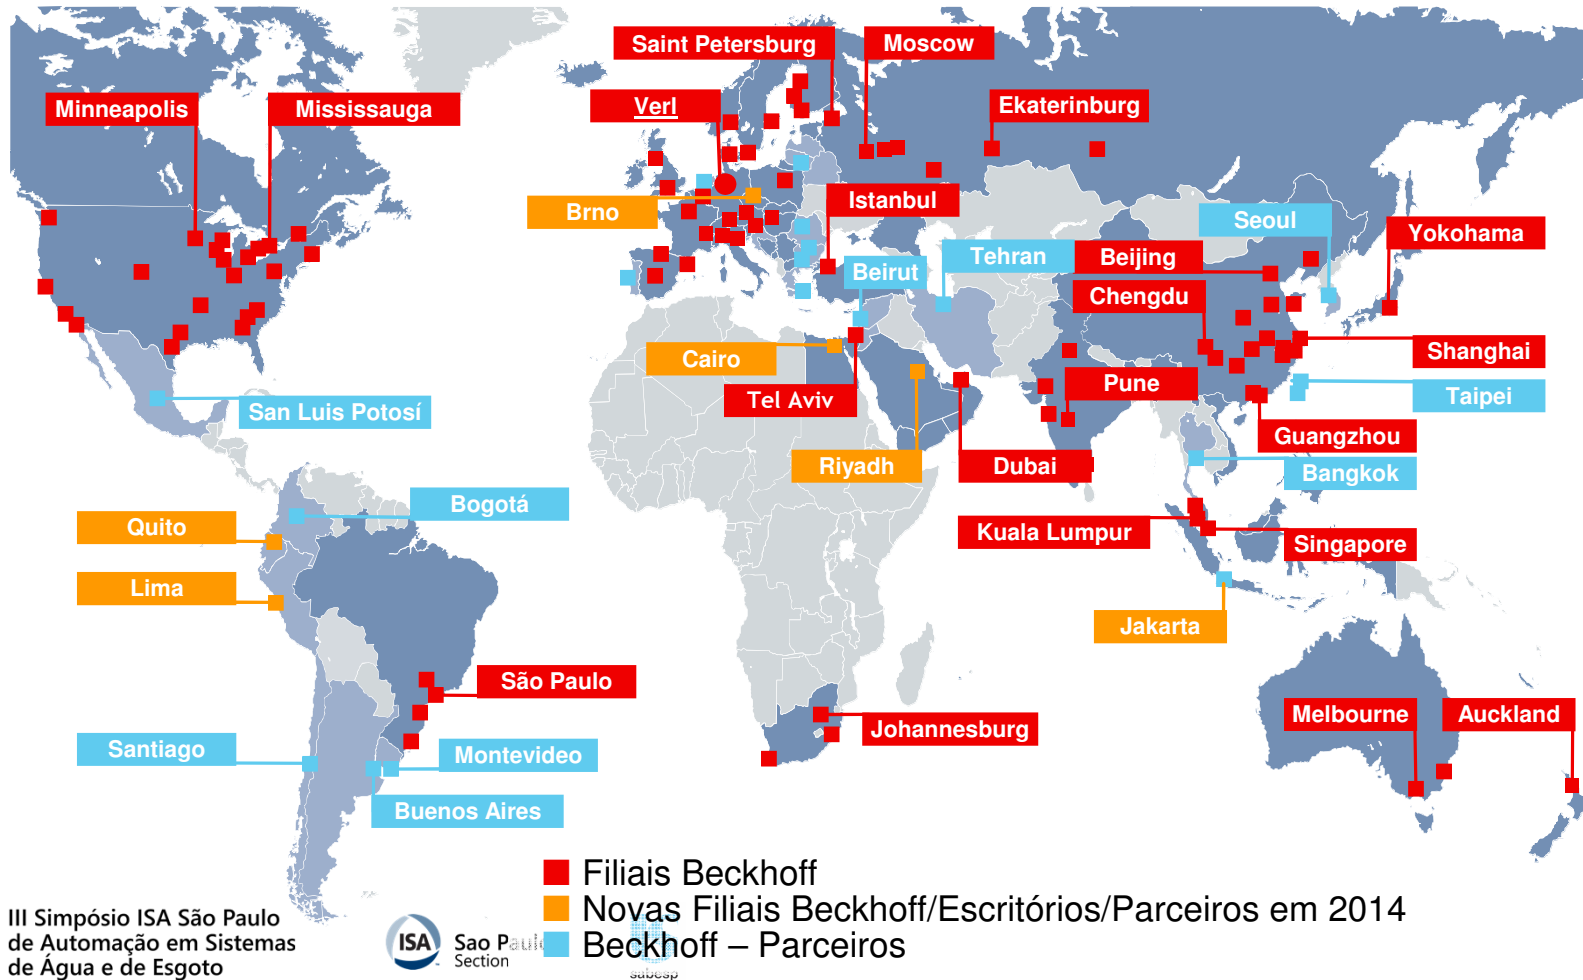 Saint Petersburg
Moscow
Minneapolis
Mississauga
Verl
Ekaterinburg
Brno
Istanbul
Seoul
Yokohama
Beirut
Tehran
Beijing
Chengdu
Cairo
Shanghai
Tel Aviv
Pune
Taipei
San Luis Potosí
Guangzhou
Riyadh
Dubai
Bangkok
Bogotá
Quito
Kuala Lumpur
Singapore
Lima
Jakarta
São Paulo
Melbourne
Auckland
Johannesburg
Santiago
Montevideo
Buenos Aires
Filiais Beckhoff
Novas Filiais Beckhoff/Escritórios/Parceiros em 2014
Beckhoff – Parceiros
III Simpósio ISA São Paulo
de Automação em Sistemas
de Água e de Esgoto
ISA
Sao Paulo
Section
sabesp